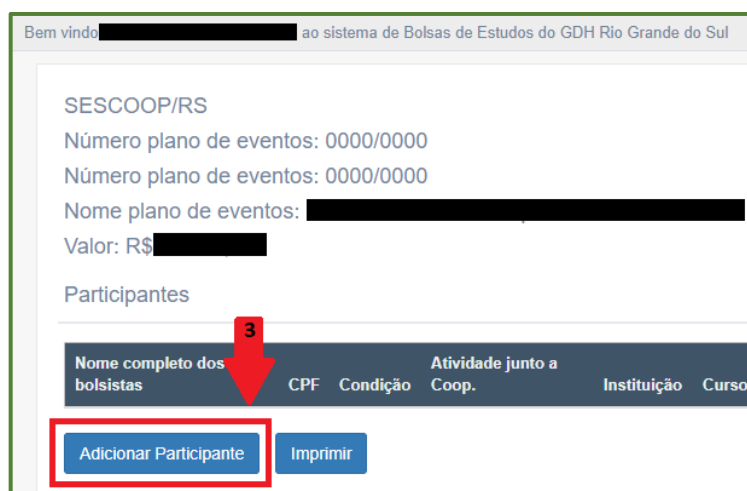 Bem vindo ao sistema de Bolsas de Estudos do GDH Rio Grande do Sul
SESCOOP/RS
Número plano de eventos: 0000/0000
Número plano de eventos: 0000/0000
Nome plano de eventos:
Valor: R$
Participantes
3
Nome completo dos bolsistas CPF Condição Atividade junto a Coop. Instituição Curso
Adicionar Participante Imprimir